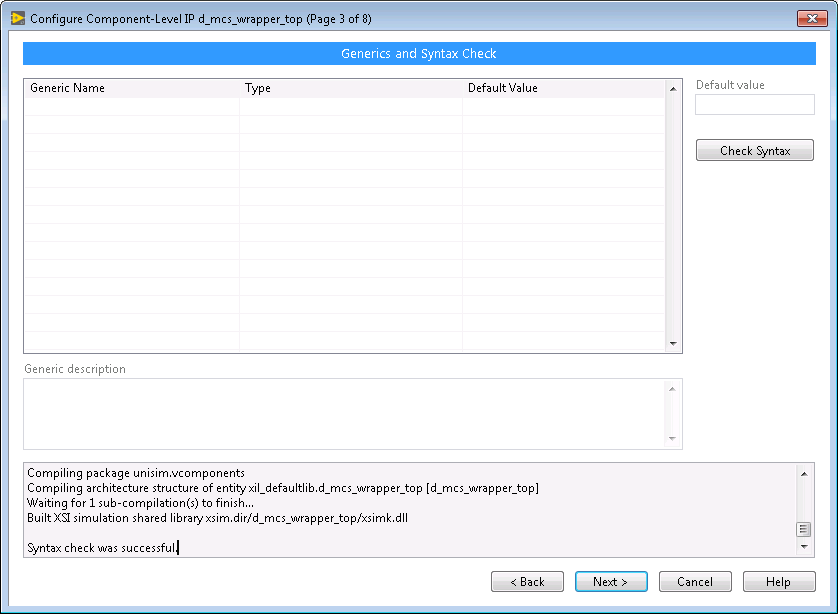 Configure Component-Level IP d_mcs_wrapper_top (Page 3 of 8)
Generics and Syntax Check
Generic Name Type Default Value
Default value
Check Syntax
Generic description
Compiling package unisim.vcomponents
Compiling architecture structure of entity xil_defaultlib.d_mcs_wrapper_top [d_mcs_wrapper_top]
Waiting for 1 sub-compilation(s) to finish...
Built XSI simulation shared library xsim.dir/d_mcs_wrapper_top/xsimk.dll
Syntax check was successful.
< Back Next > Cancel Help